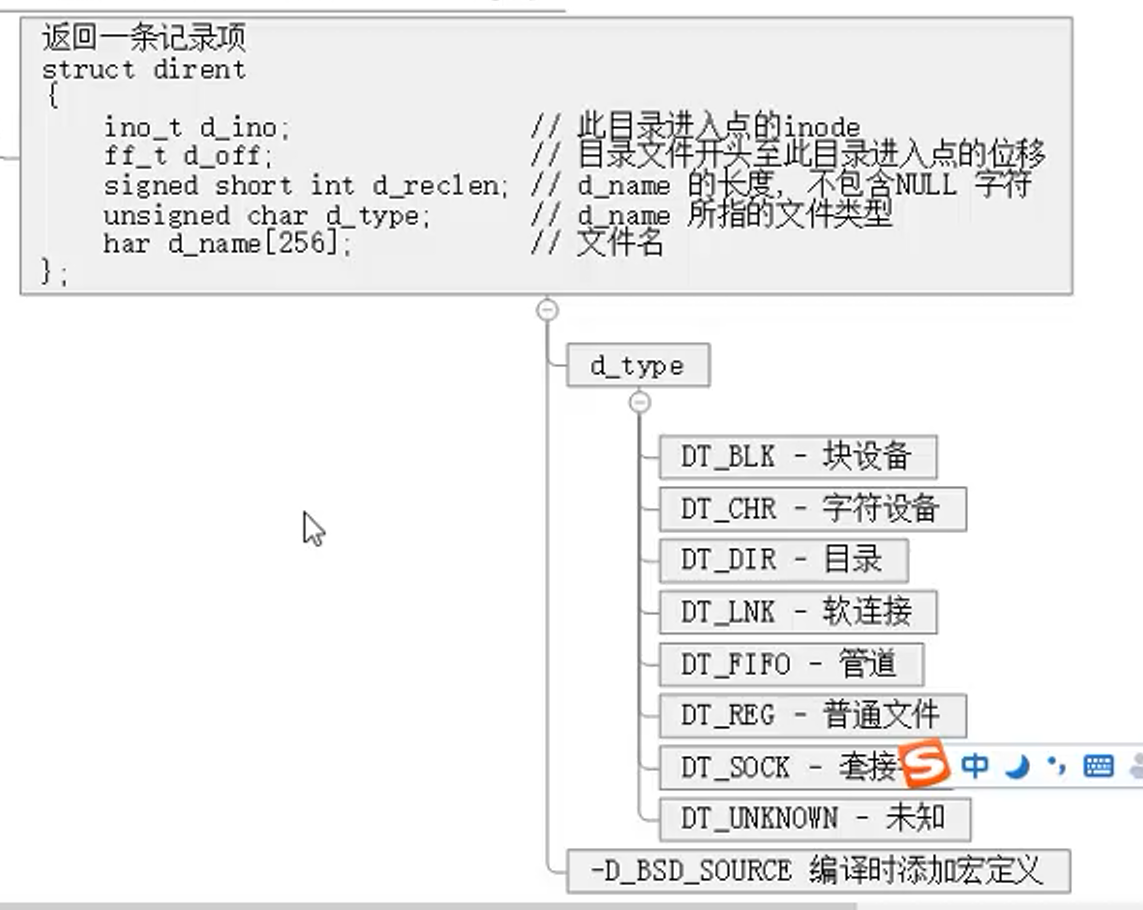 返回一条记录项
struct dirent
{
ino_t d_ino; // 此目录进入点的inode
ff_t d_off; // 目录文件开头至此目录进入点的位移
signed short int d_reclen; // d_name 的长度, 不包含NULL 字符
unsigned char d_type; // d_name 所指的文件类型
har d_name[256]; // 文件名
};
d_type
DT_BLK - 块设备
DT_CHR - 字符设备
DT_DIR - 目录
DT_LNK - 软连接
DT_FIFO - 管道
DT_REG - 普通文件
DT_SOCK - 套接
中
DT_UNKNOWN - 未知
-D_BSD_SOURCE 编译时添加宏定义